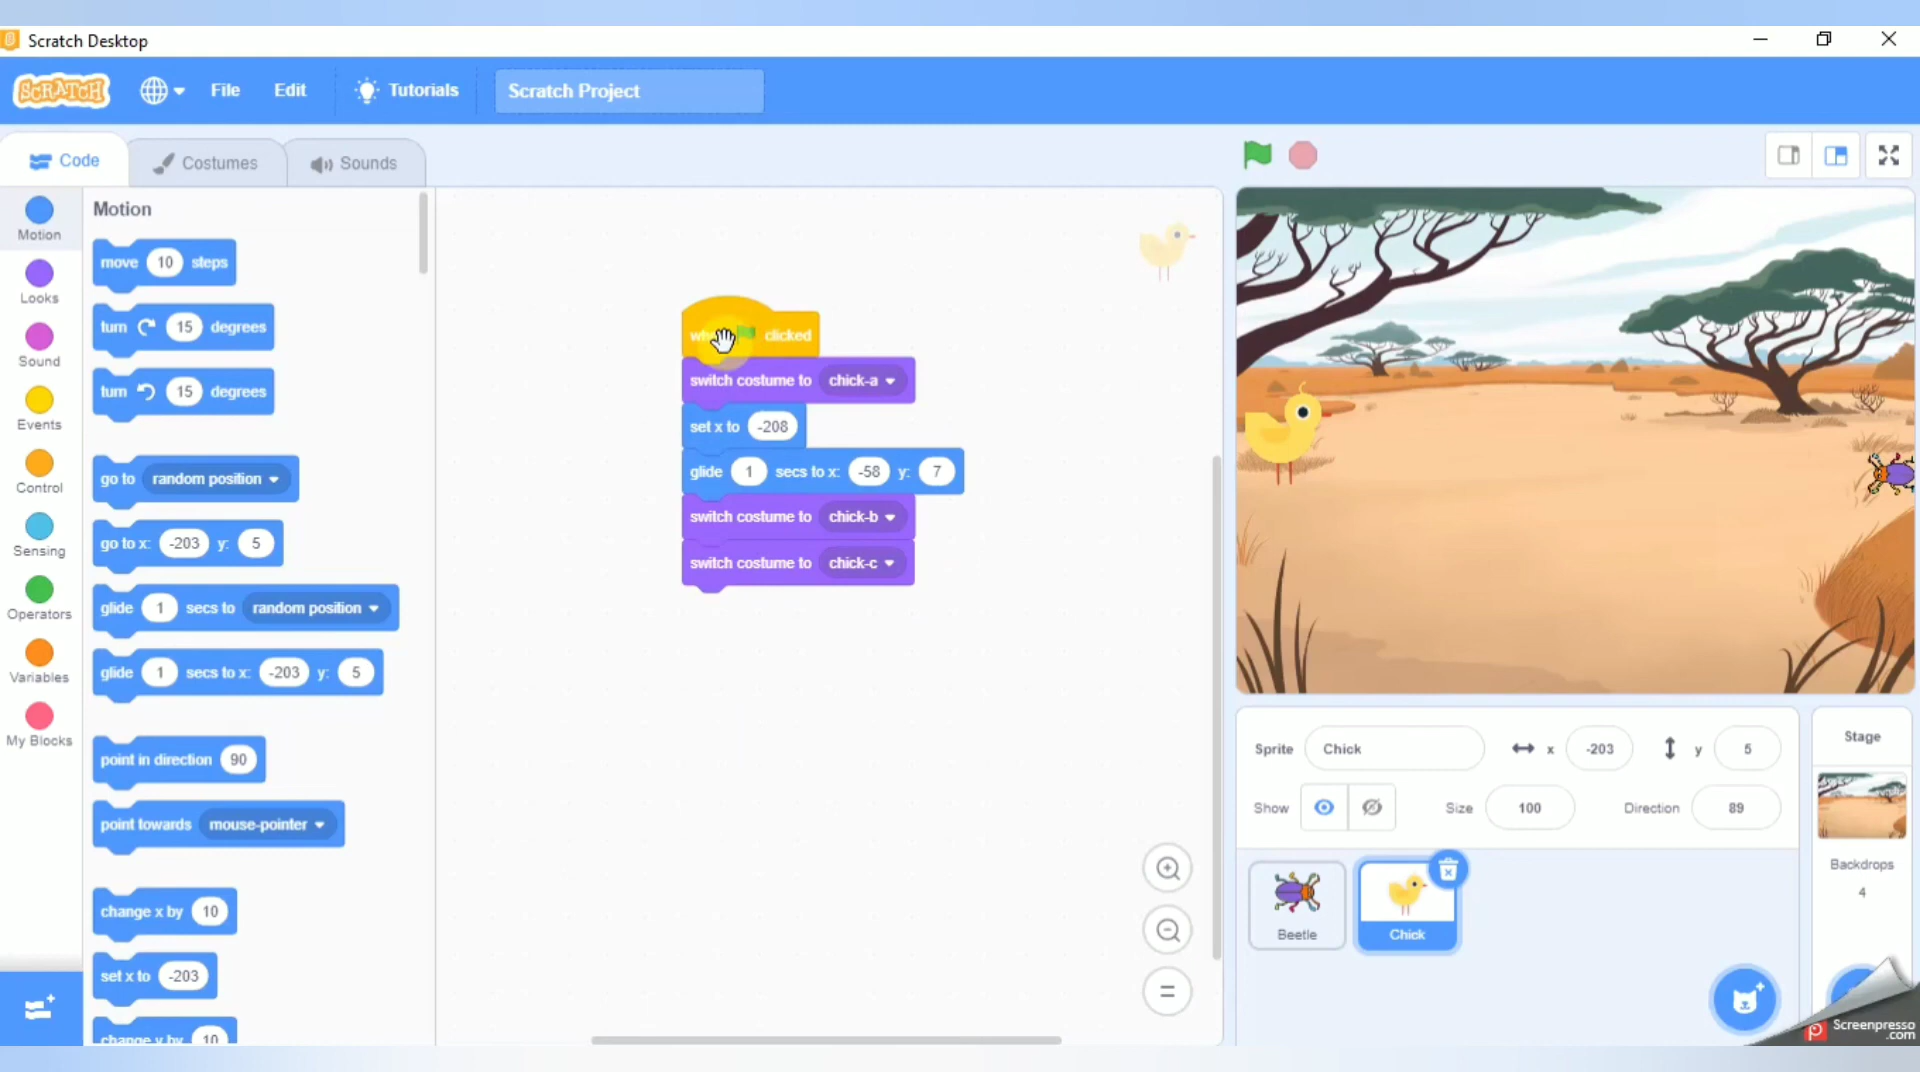 Scratch Desktop
SCRATCH
File
Edit
Tutorials
Scratch Project
Code
Costumes
Sounds
Motion
Looks
Sound
Events
Control
Sensing
Operators
Variables
My Blocks
Motion
move 10 steps
turn 15 degrees
turn 15 degrees
go to random position
go to x: -203 y: 5
glide 1 secs to random position
glide 1 secs to x: -203 y: 5
point in direction 90
point towards mouse-pointer
change x by 10
set x to -203
change y by 10
clicked
switch costume to chick-a
set x to -208
glide 1 secs to x: -58 y: 7
switch costume to chick-b
switch costume to chick-c
Sprite Chick x -203 y 5
Show Size 100 Direction 89
Beetle
Chick
Stage
Backdrops
4
Screenpresso
.com